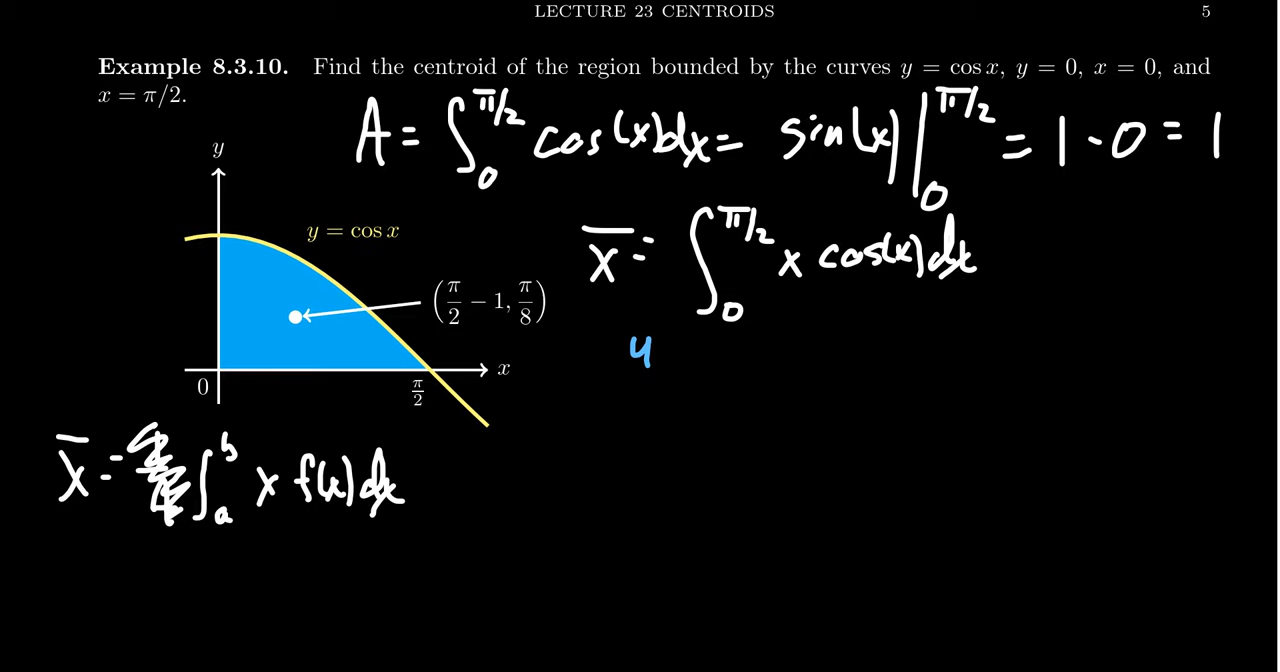 LECTURE 23 CENTROIDS 5
Example 8.3.10. Find the centroid of the region bounded by the curves y = cos x, y = 0, x = 0, and
x = π/2.
A = ∫₀^{π/2} cos(x)dx = sin(x)|₀^{π/2} = 1 - 0 = 1
y
y = cos x
x̄ = ∫₀^{π/2} x cos(x)dx
(π/2 − 1, π/8)
u
x
0
π/2
x̄ = ∫ₐᵇ x f(x)dx